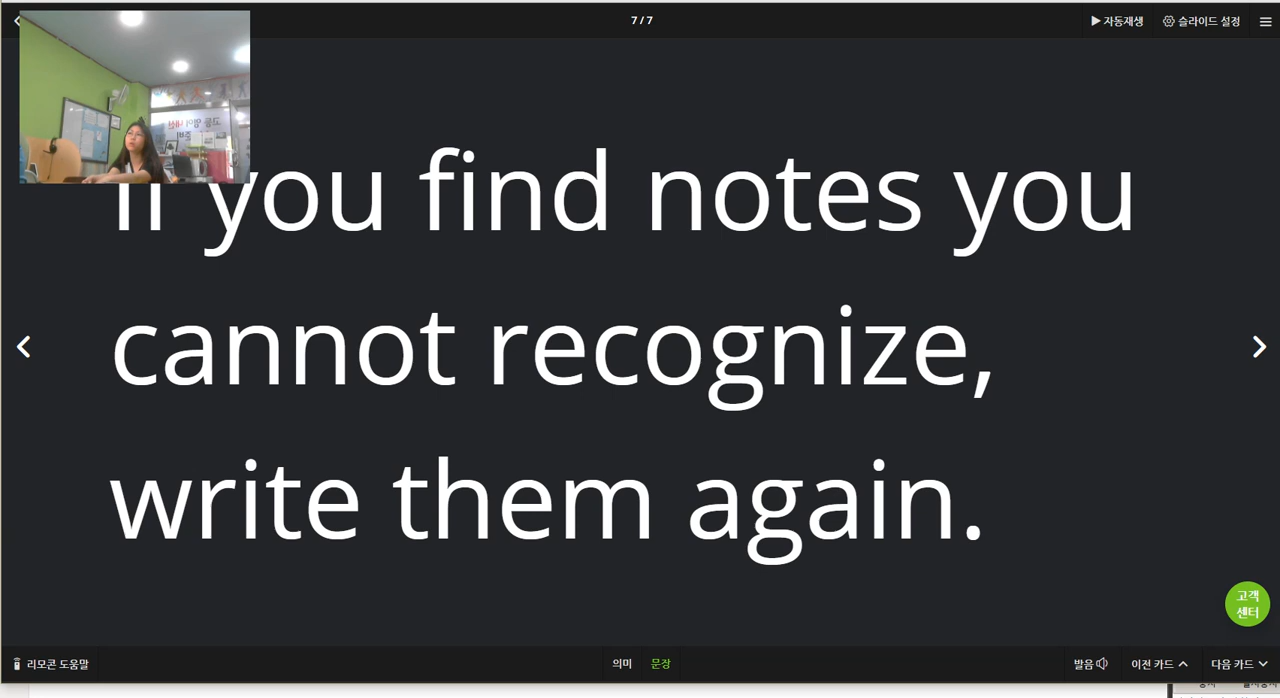 7 / 7
자동재생
슬라이드 설정
If you find notes you
cannot recognize,
write them again.
고객
센터
리모콘 도움말
의미
문장
발음
이전 카드
다음 카드